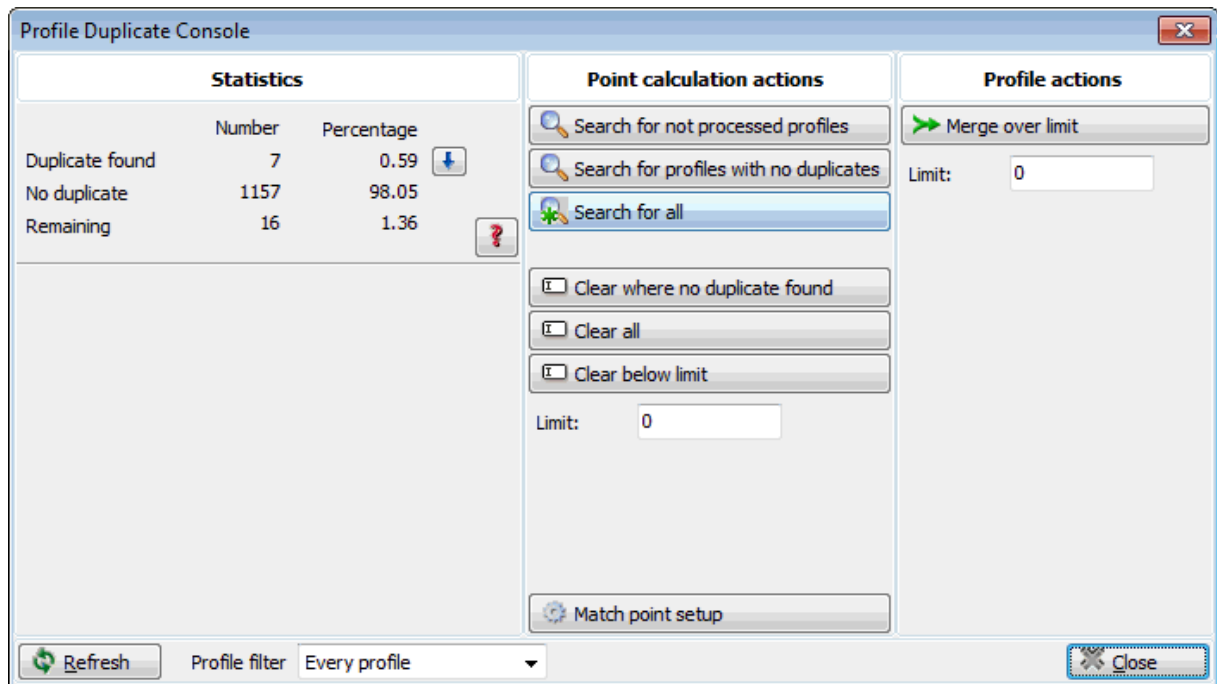 Profile Duplicate Console
Statistics
Number Percentage
Duplicate found 7 0.59
No duplicate 1157 98.05
Remaining 16 1.36
Point calculation actions
Search for not processed profiles
Search for profiles with no duplicates
Search for all
Clear where no duplicate found
Clear all
Clear below limit
Limit: 0
Match point setup
Profile actions
Merge over limit
Limit: 0
Refresh Profile filter Every profile Close